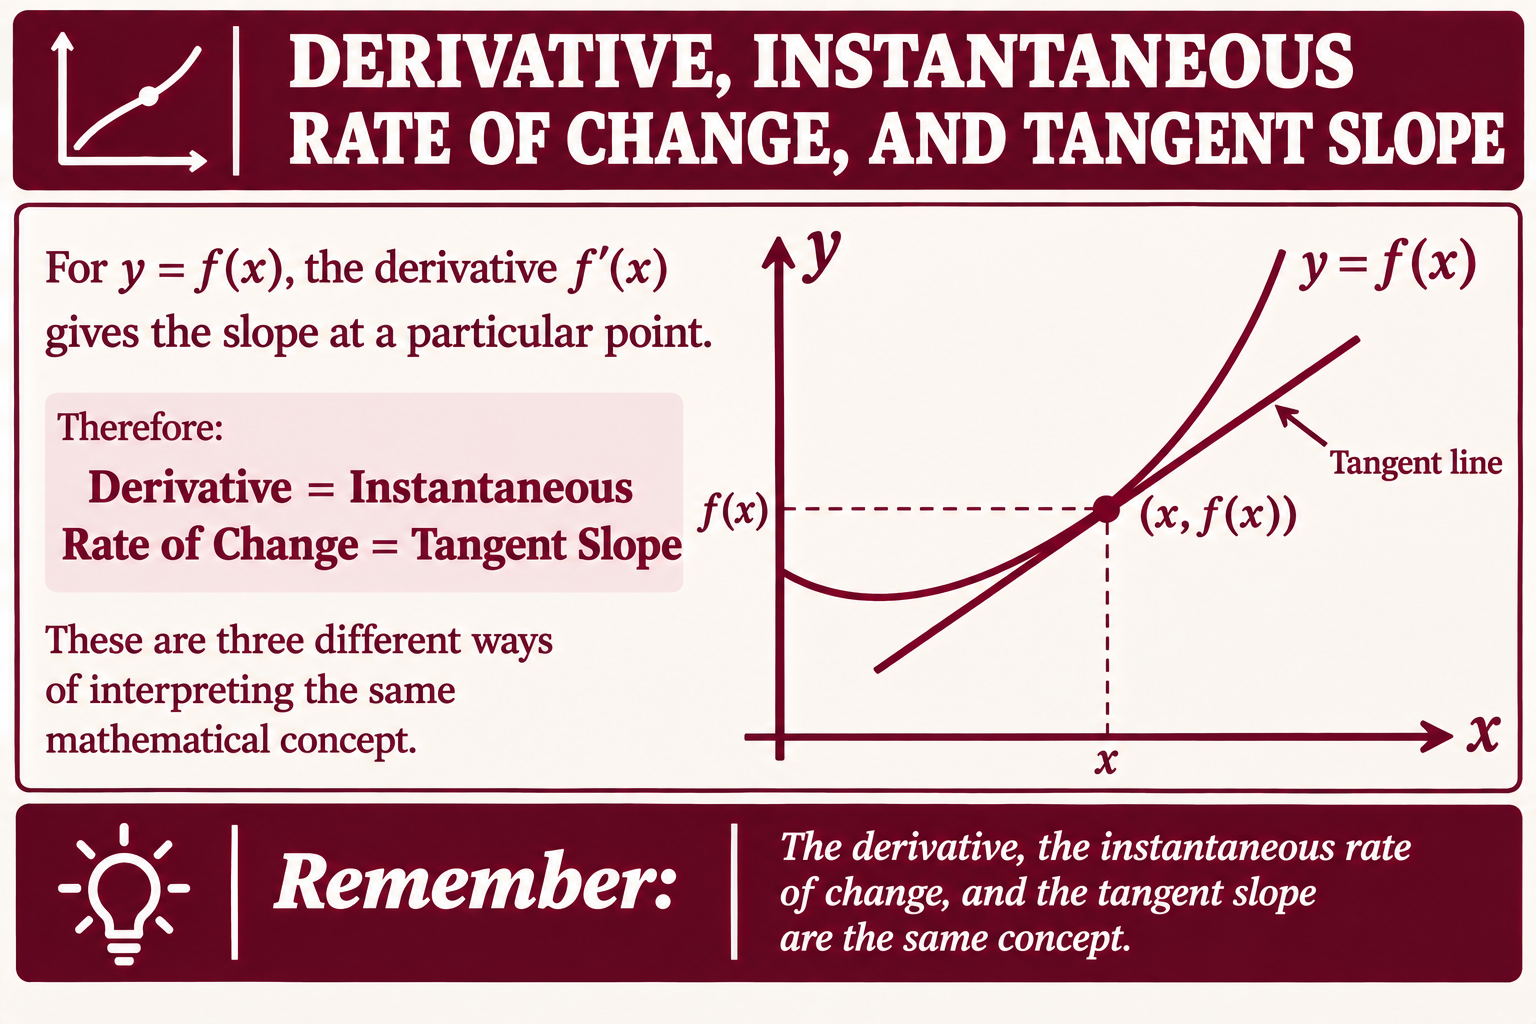 DERIVATIVE, INSTANTANEOUS
RATE OF CHANGE, AND TANGENT SLOPE
For y = f(x), the derivative f′(x)
gives the slope at a particular point.
Therefore:
Derivative = Instantaneous
Rate of Change = Tangent Slope
These are three different ways
of interpreting the same
mathematical concept.
y
y = f(x)
Tangent line
f(x)
(x, f(x))
x
x
Remember:
The derivative, the instantaneous rate
of change, and the tangent slope
are the same concept.